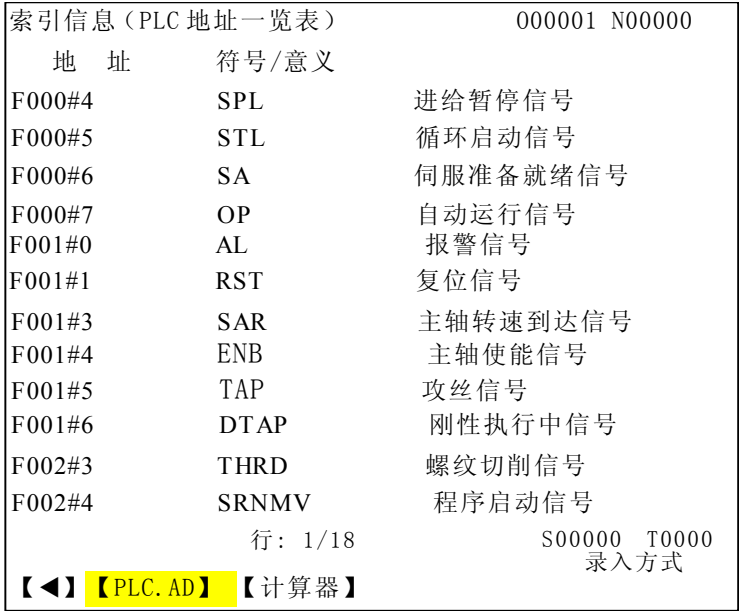 索引信息（PLC 地址一览表） O00001 N00000
地 址 符号/意义
F000#4 SPL 进给暂停信号
F000#5 STL 循环启动信号
F000#6 SA 伺服准备就绪信号
F000#7 OP 自动运行信号
F001#0 AL 报警信号
F001#1 RST 复位信号
F001#3 SAR 主轴转速到达信号
F001#4 ENB 主轴使能信号
F001#5 TAP 攻丝信号
F001#6 DTAP 刚性执行中信号
F002#3 THRD 螺纹切削信号
F002#4 SRNMV 程序启动信号
行: 1/18 S00000 T0000
录入方式
【◀】【PLC.AD】【计算器】